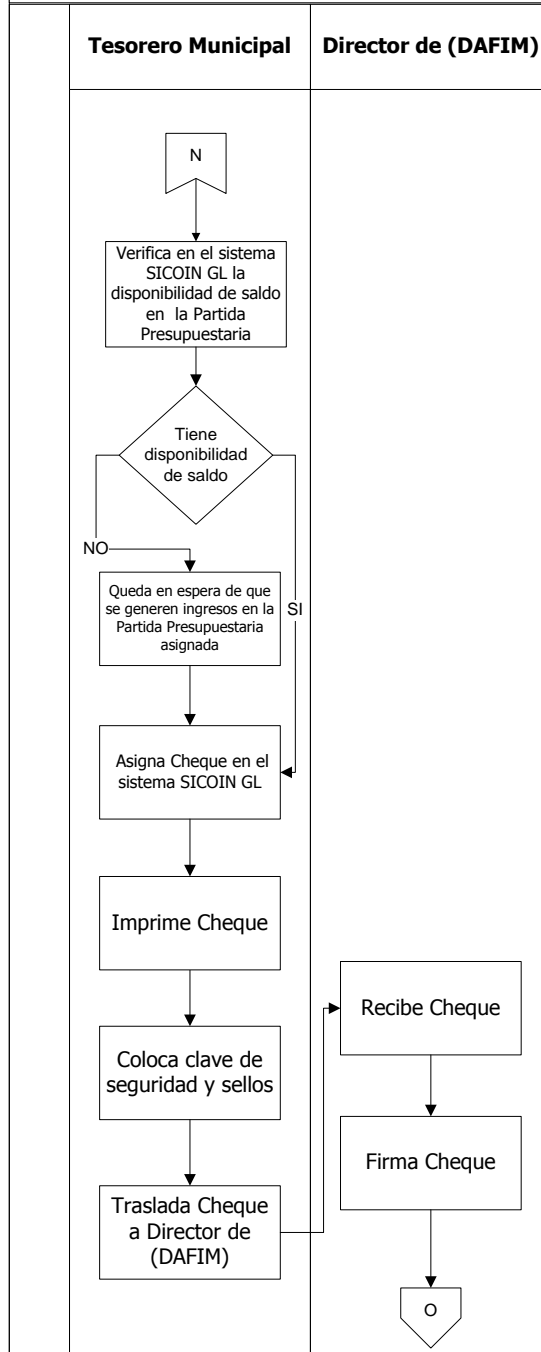 Tesorero Municipal
Director de (DAFIM)
N
Verifica en el sistema
SICOIN GL la
disponibilidad de saldo
en la Partida
Presupuestaria
Tiene
disponibilidad
de saldo
NO
SI
Queda en espera de que
se generen ingresos en la
Partida Presupuestaria
asignada
Asigna Cheque en el
sistema SICOIN GL
Imprime Cheque
Coloca clave de
seguridad y sellos
Traslada Cheque
a Director de
(DAFIM)
Recibe Cheque
Firma Cheque
O